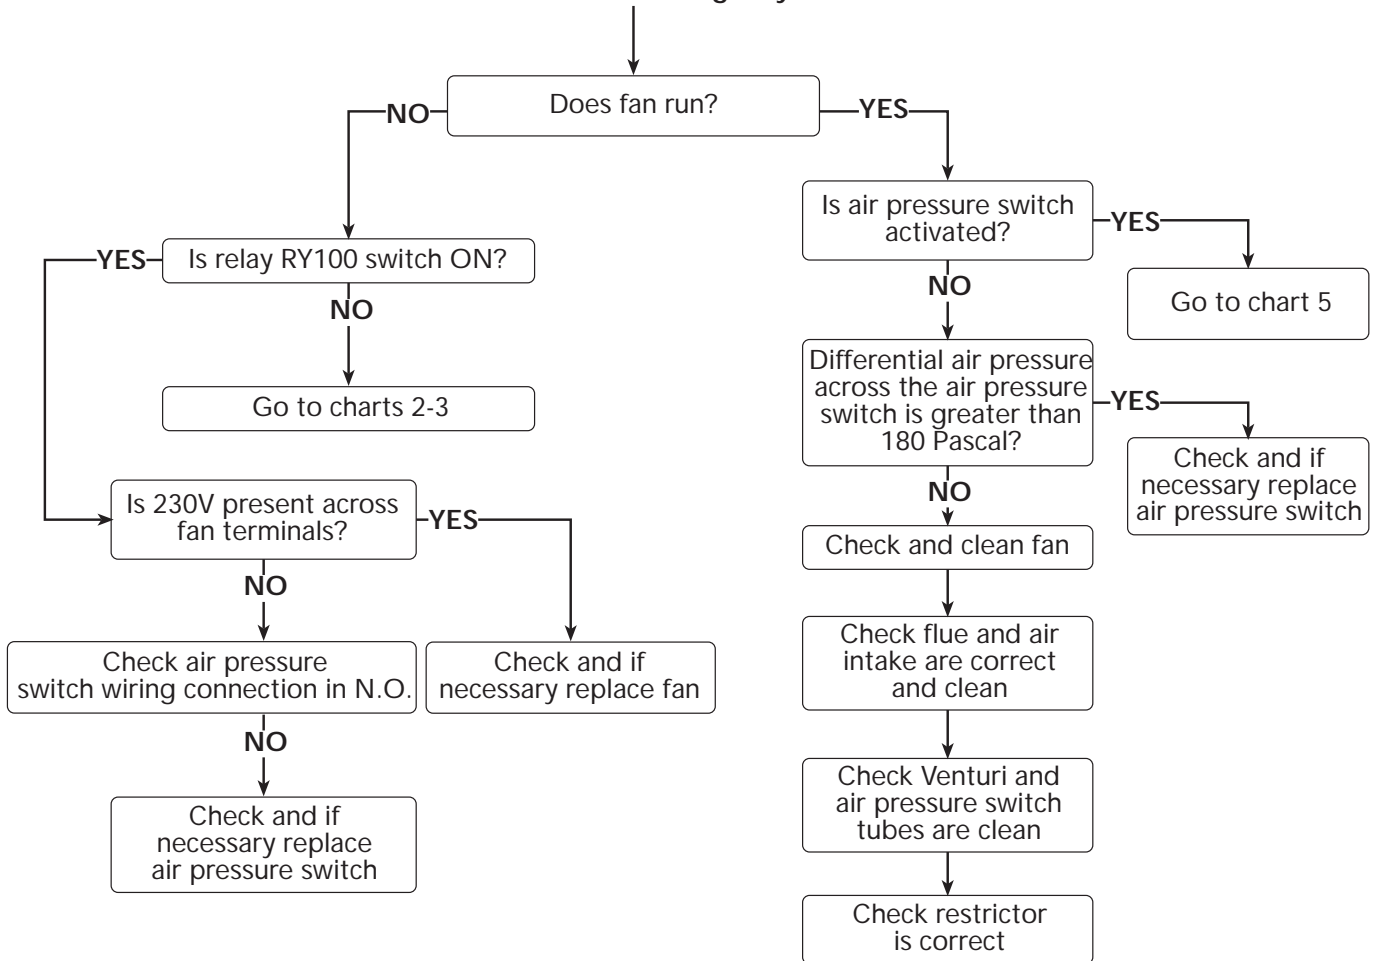 Does fan run?
NO
YES
Is air pressure switch
activated?
YES
YES
Is relay RY100 switch ON?
NO
NO
Go to chart 5
Differential air pressure
across the air pressure
switch is greater than
180 Pascal?
YES
Go to charts 2-3
Check and if
necessary replace
air pressure switch
Is 230V present across
fan terminals?
YES
NO
Check and clean fan
NO
Check flue and air
intake are correct
and clean
Check air pressure
switch wiring connection in N.O.
Check and if
necessary replace fan
NO
Check Venturi and
air pressure switch
tubes are clean
Check and if
necessary replace
air pressure switch
Check restrictor
is correct